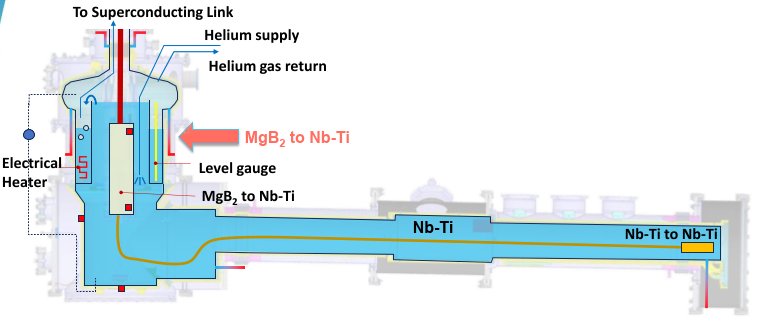 To Superconducting Link
Helium supply
Helium gas return
MgB₂ to Nb-Ti
Electrical
Heater
Level gauge
MgB₂ to Nb-Ti
Nb-Ti
Nb-Ti to Nb-Ti